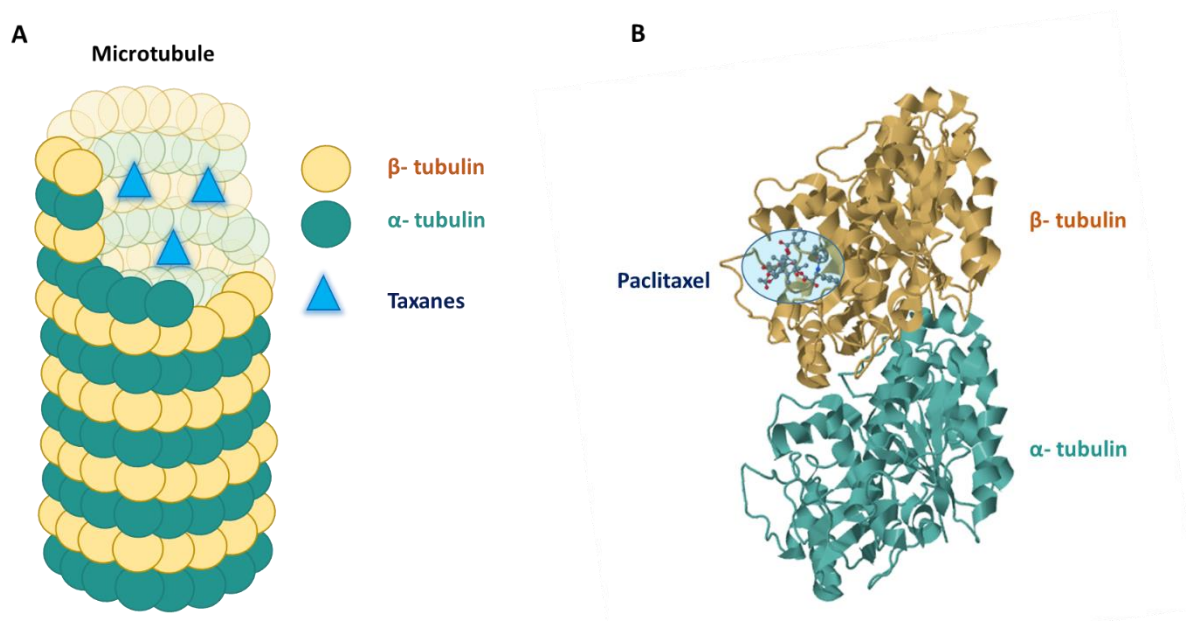 A
Microtubule
β- tubulin
α- tubulin
Taxanes
B
β- tubulin
Paclitaxel
α- tubulin